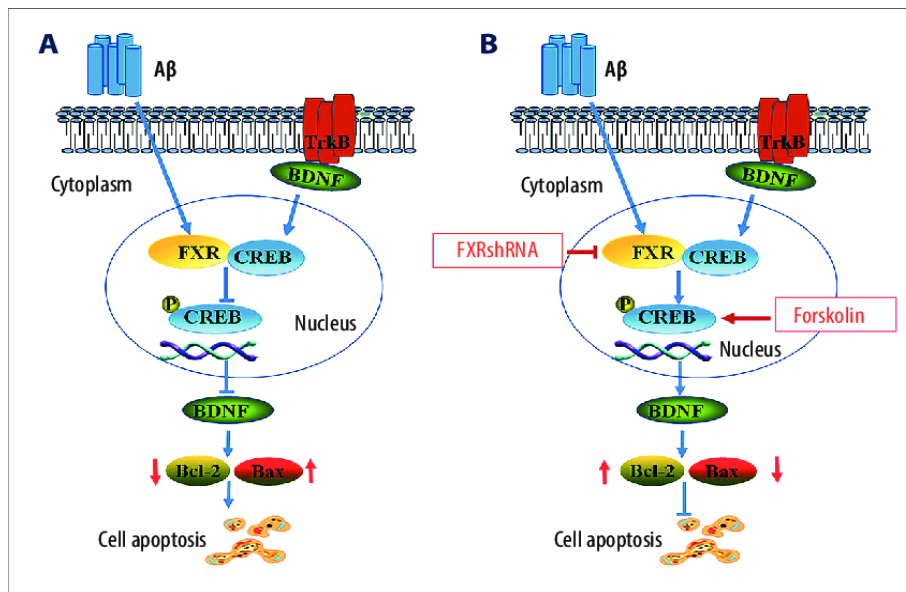 A
Aβ
TrkB
BDNF
Cytoplasm
FXR
CREB
P
CREB
Nucleus
BDNF
Bcl-2
Bax
Cell apoptosis
B
Aβ
TrkB
BDNF
Cytoplasm
FXRshRNA
FXR
CREB
P
CREB
Forskolin
Nucleus
BDNF
Bcl-2
Bax
Cell apoptosis